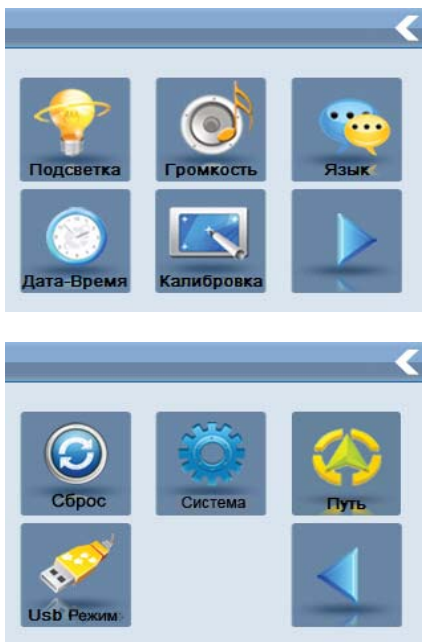 Подсветка
Громкость
Язык
Дата-Время
Калибровка
Сброс
Система
Путь
Usb Режим